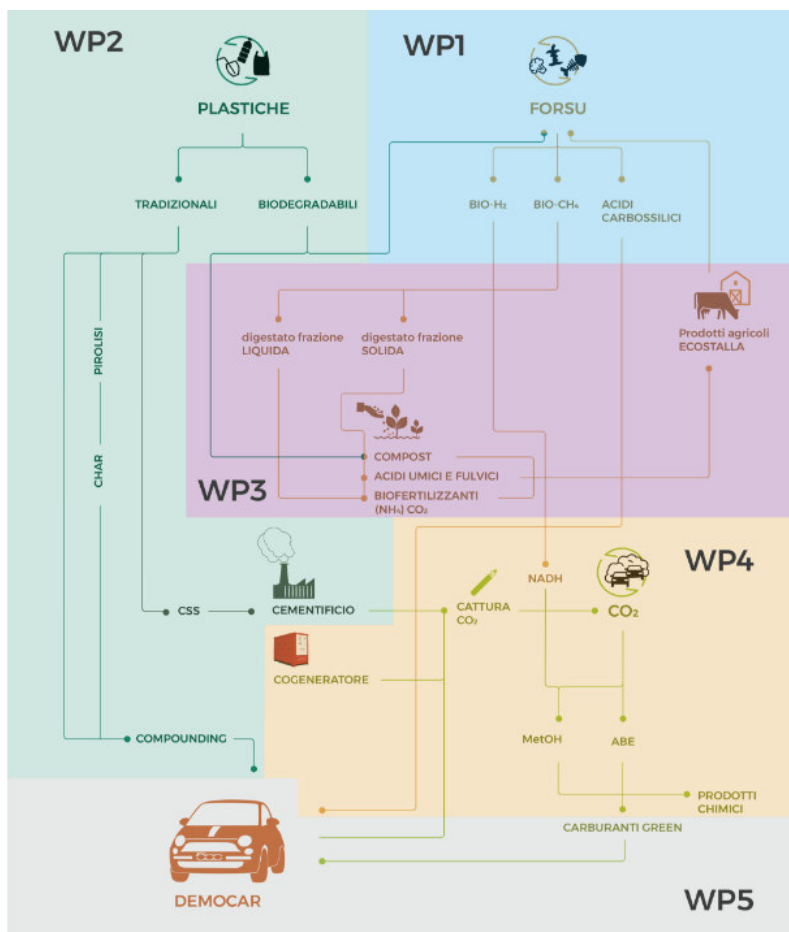 WP2
WP1
PLASTICHE
FORSU
TRADIZIONALI
BIODEGRADABILI
BIO-H₂
BIO-CH₄
ACIDI
CARBOSSILICI
PIROLISI
CHAR
digestato frazione
LIQUIDA
digestato frazione
SOLIDA
Prodotti agricoli
ECOSTALLA
COMPOST
ACIDI UMICI E FULVICI
BIOFERTILIZZANTI
(NH₄) CO₂
WP3
WP4
CSS
CEMENTIFICIO
CATTURA
CO₂
NADH
CO₂
COGENERATORE
COMPOUNDING
MetOH
ABE
PRODOTTI
CHIMICI
CARBURANTI GREEN
DEMOCAR
WP5